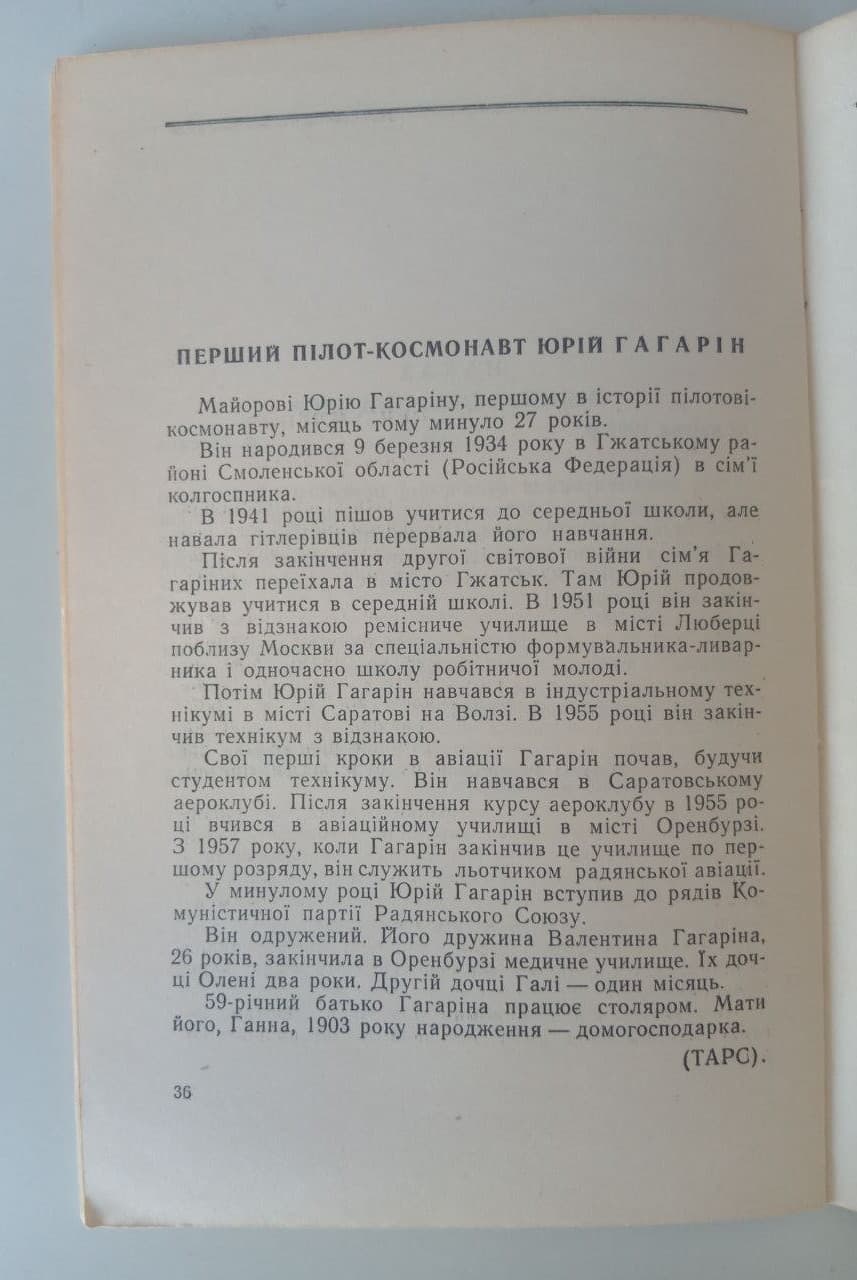 ПЕРШИЙ ПІЛОТ-КОСМОНАВТ ЮРІЙ ГАГАРІН
Майорові Юрію Гагаріну, першому в історії пілотові-
космонавту, місяць тому минуло 27 років.
Він народився 9 березня 1934 року в Гжатському ра-
йоні Смоленської області (Російська Федерація) в сім'ї
колгоспника.
В 1941 році пішов учитися до середньої школи, але
навала гітлерівців перервала його навчання.
Після закінчення другої світової війни сім'я Га-
гаріних переїхала в місто Гжатськ. Там Юрій продов-
жував учитися в середній школі. В 1951 році він закін-
чив з відзнакою ремісниче училище в місті Люберці
поблизу Москви за спеціальністю формувальника-ливар-
ника і одночасно школу робітничої молоді.
Потім Юрій Гагарін навчався в індустріальному тех-
нікумі в місті Саратові на Волзі. В 1955 році він закін-
чив технікум з відзнакою.
Свої перші кроки в авіації Гагарін почав, будучи
студентом технікуму. Він навчався в Саратовському
аероклубі. Після закінчення курсу аероклубу в 1955 ро-
ці вчився в авіаційному училищі в місті Оренбурзі.
З 1957 року, коли Гагарін закінчив це училище по пер-
шому розряду, він служить льотчиком радянської авіації.
У минулому році Юрій Гагарін вступив до рядів Ко-
муністичної партії Радянського Союзу.
Він одружений. Його дружина Валентина Гагаріна,
26 років, закінчила в Оренбурзі медичне училище. Їх доч-
ці Олені два роки. Другій дочці Галі — один місяць.
59-річний батько Гагаріна працює столяром. Мати
його, Ганна, 1903 року народження — домогосподарка.
(ТАРС).
36